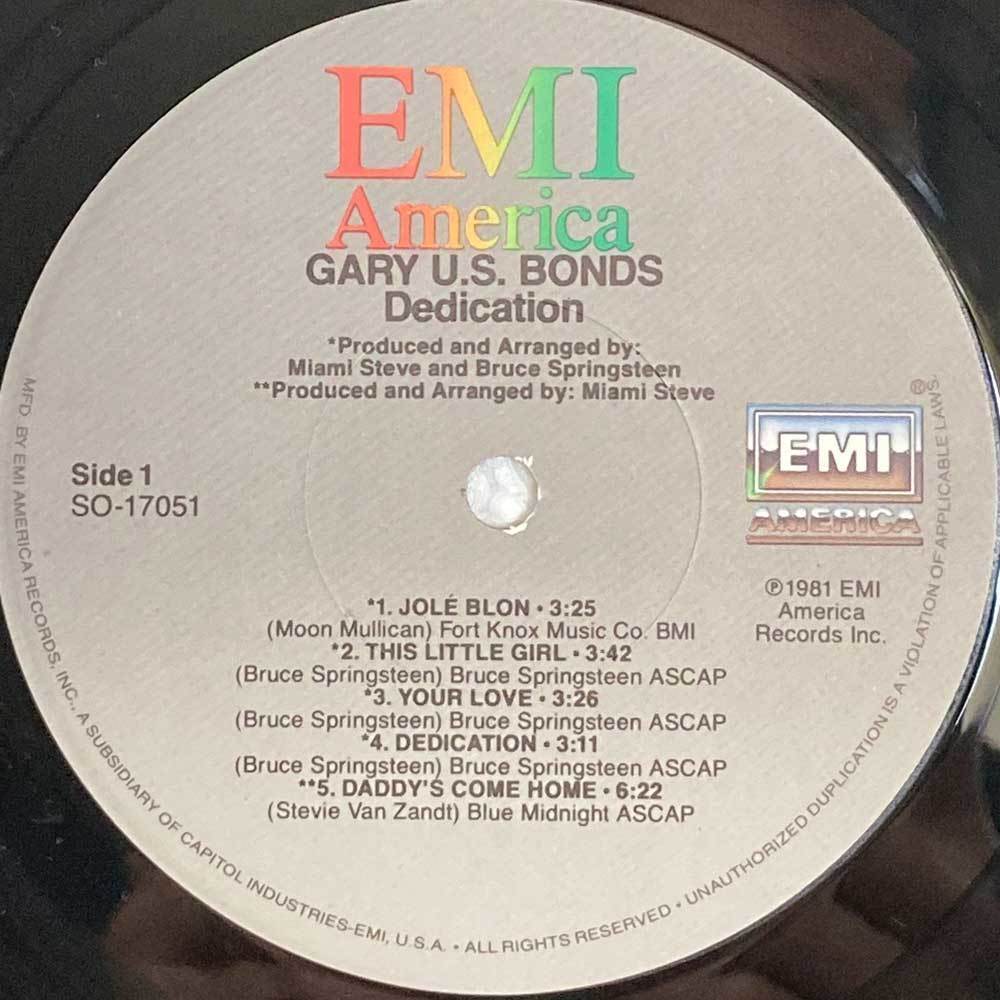 EMI
America
GARY U.S. BONDS
Dedication
*Produced and Arranged by:
Miami Steve and Bruce Springsteen
**Produced and Arranged by: Miami Steve
Side 1
SO-17051
EMI
AMERICA
®
℗1981 EMI
America
Records Inc.
*1. JOLÉ BLON • 3:25
(Moon Mullican) Fort Knox Music Co. BMI
*2. THIS LITTLE GIRL • 3:42
(Bruce Springsteen) Bruce Springsteen ASCAP
*3. YOUR LOVE • 3:26
(Bruce Springsteen) Bruce Springsteen ASCAP
*4. DEDICATION • 3:11
(Bruce Springsteen) Bruce Springsteen ASCAP
**5. DADDY'S COME HOME • 6:22
(Stevie Van Zandt) Blue Midnight ASCAP
MFD. BY EMI AMERICA RECORDS, INC., A SUBSIDIARY OF CAPITOL INDUSTRIES-EMI, U.S.A. • ALL RIGHTS RESERVED • UNAUTHORIZED DUPLICATION IS A VIOLATION OF APPLICABLE LAWS.